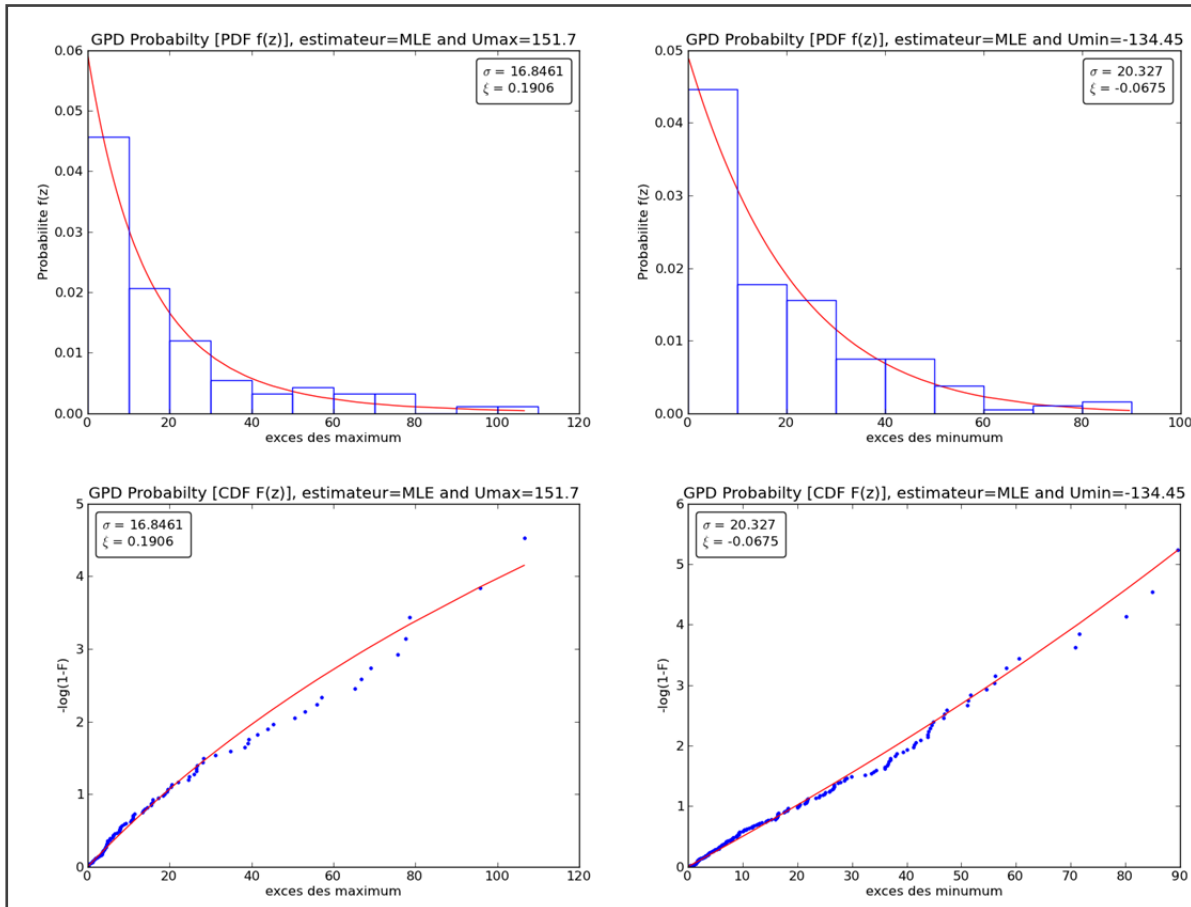 GPD Probabilty [PDF f(z)], estimateur=MLE and Umax=151.7
σ = 16.8461
ξ = 0.1906
0.06
0.05
0.04
0.03
0.02
0.01
0.00
Probabilite f(z)
0 20 40 60 80 100 120
exces des maximum
GPD Probabilty [PDF f(z)], estimateur=MLE and Umin=-134.45
σ = 20.327
ξ = -0.0675
0.05
0.04
0.03
0.02
0.01
0.00
Probabilite f(z)
0 20 40 60 80 100
exces des minumum
GPD Probabilty [CDF F(z)], estimateur=MLE and Umax=151.7
σ = 16.8461
ξ = 0.1906
5
4
3
2
1
0
-log(1-F)
0 20 40 60 80 100 120
exces des maximum
GPD Probabilty [CDF F(z)], estimateur=MLE and Umin=-134.45
σ = 20.327
ξ = -0.0675
6
5
4
3
2
1
0
-log(1-F)
0 10 20 30 40 50 60 70 80 90
exces des minumum